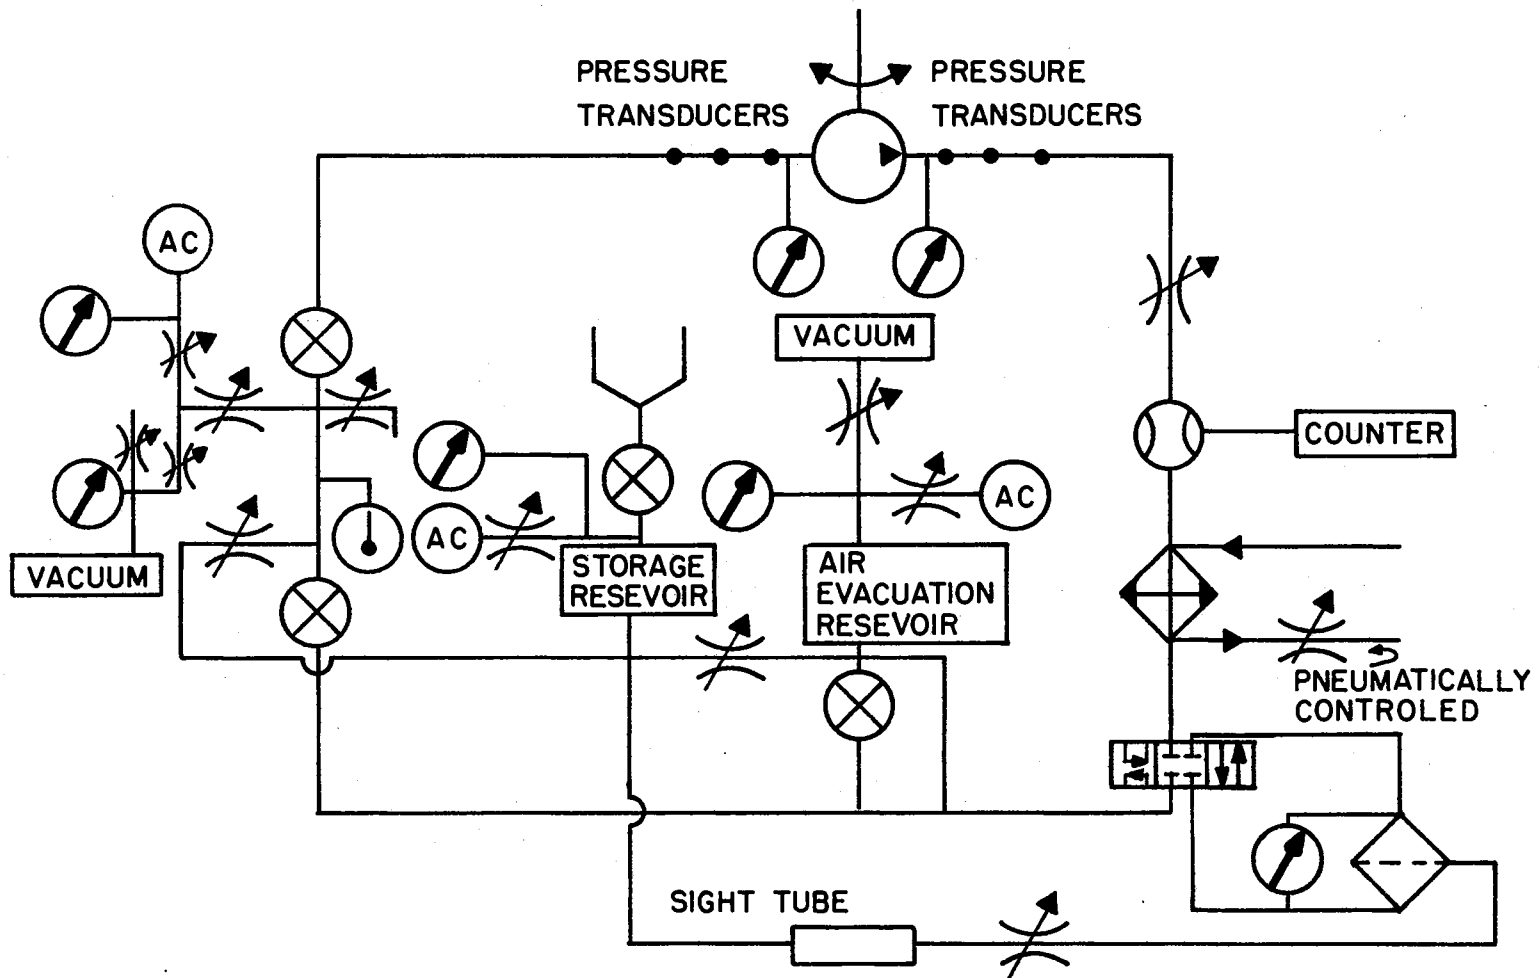 PRESSURE
TRANSDUCERS
PRESSURE
TRANSDUCERS
AC
VACUUM
COUNTER
AC
AC
STORAGE
RESEVOIR
AIR
EVACUATION
RESEVOIR
VACUUM
PNEUMATICALLY
CONTROLED
SIGHT TUBE